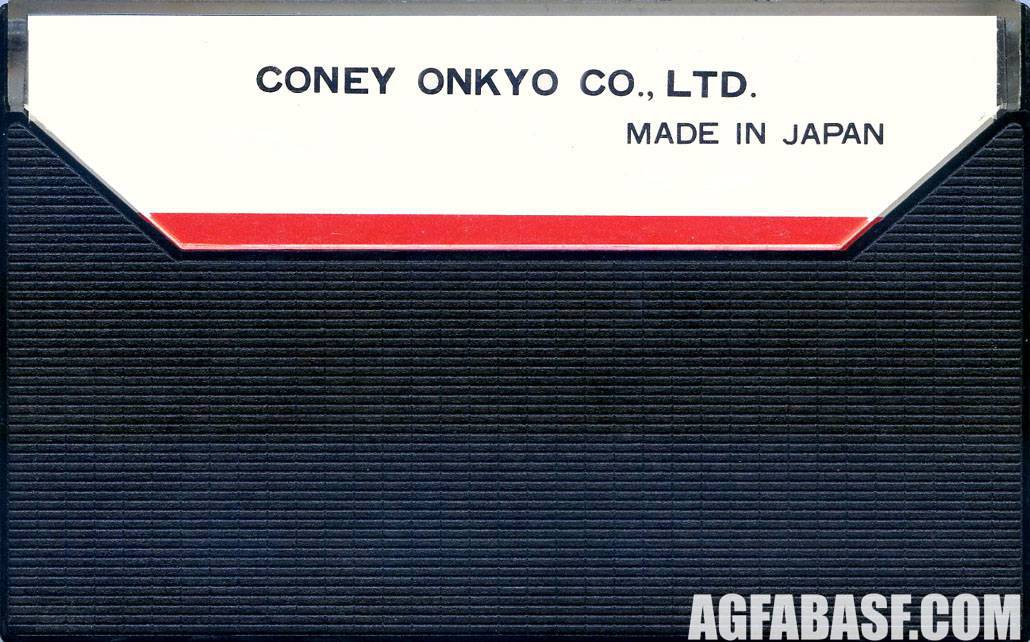 CONEY ONKYO CO., LTD.
MADE IN JAPAN
AGFABASF.COM